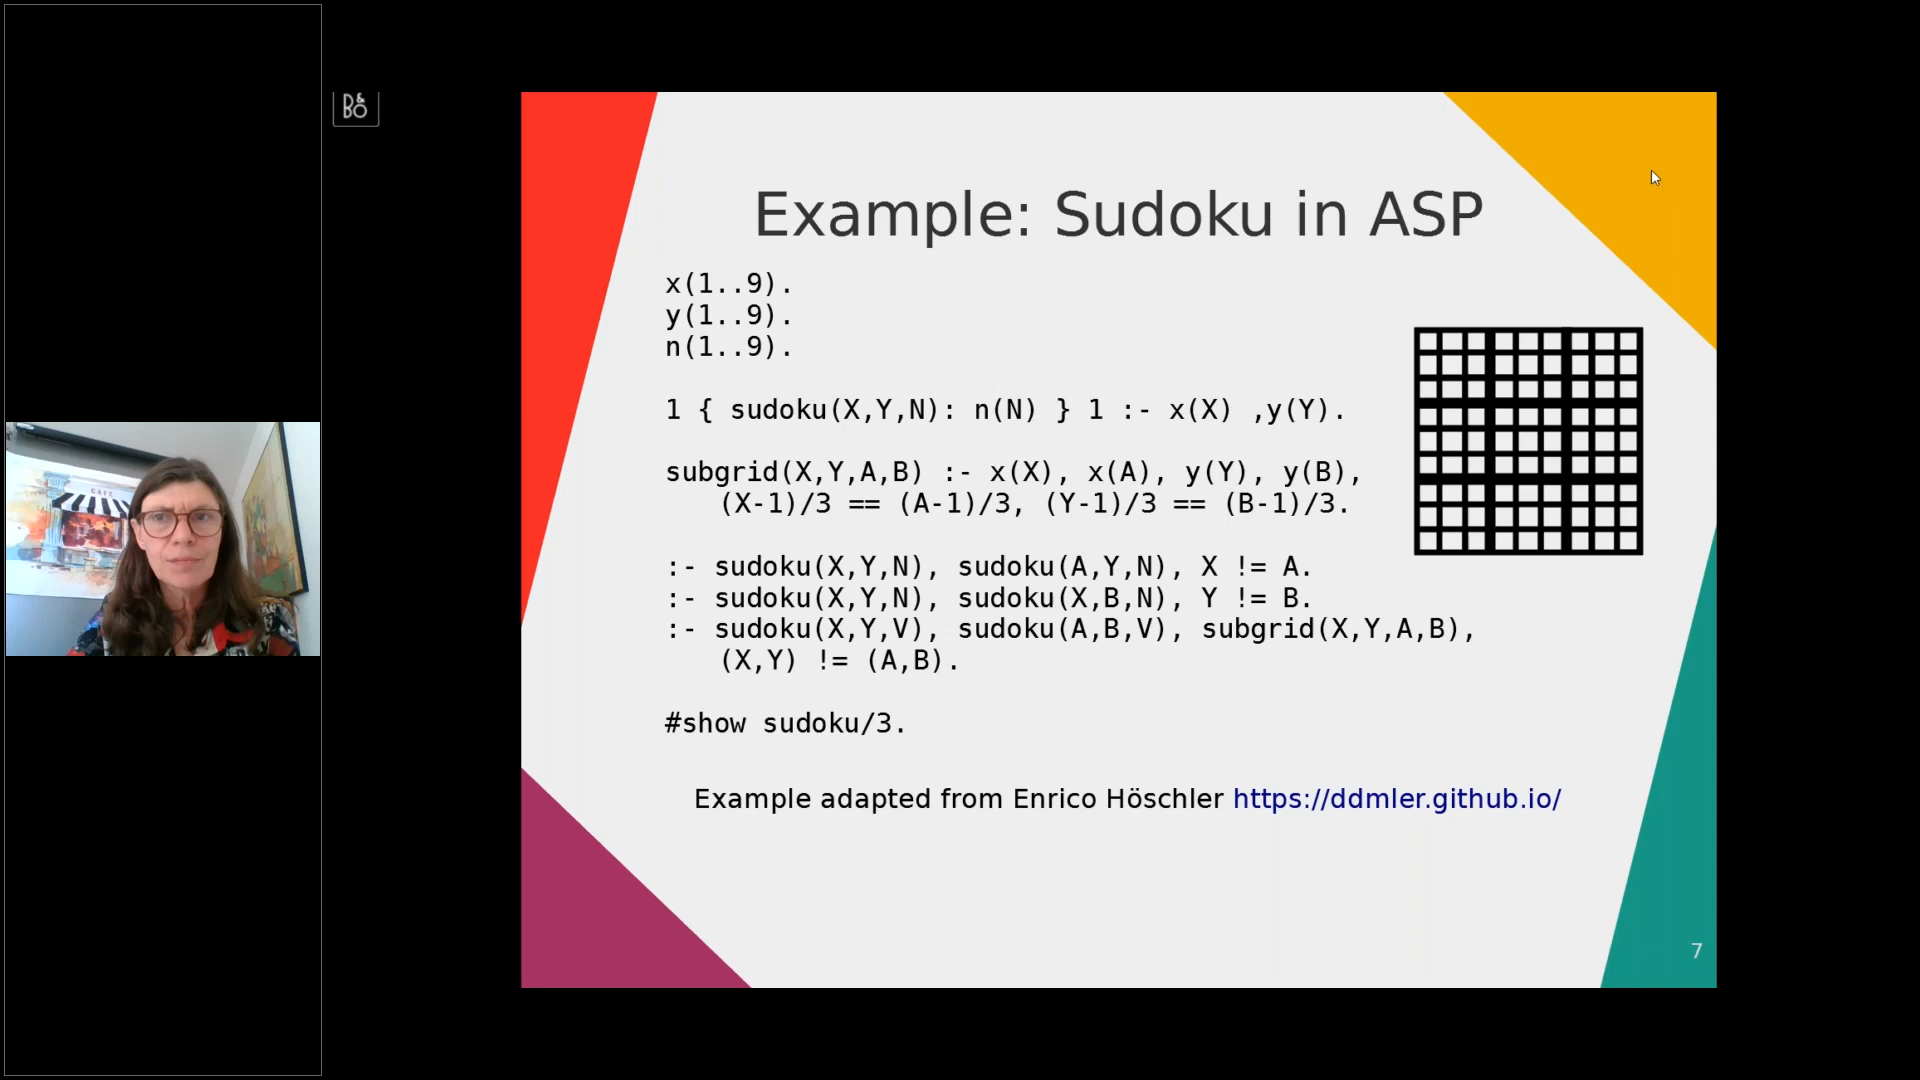 B&O
CAFE
Example: Sudoku in ASP
x(1..9).
y(1..9).
n(1..9).
1 { sudoku(X,Y,N): n(N) } 1 :- x(X) ,y(Y).
subgrid(X,Y,A,B) :- x(X), x(A), y(Y), y(B),
(X-1)/3 == (A-1)/3, (Y-1)/3 == (B-1)/3.
:- sudoku(X,Y,N), sudoku(A,Y,N), X != A.
:- sudoku(X,Y,N), sudoku(X,B,N), Y != B.
:- sudoku(X,Y,V), sudoku(A,B,V), subgrid(X,Y,A,B),
(X,Y) != (A,B).
#show sudoku/3.
Example adapted from Enrico Höschler https://ddmler.github.io/
7